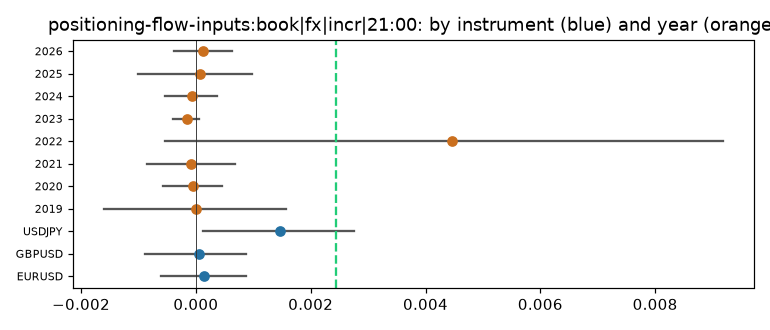 positioning-flow-inputs:book|fx|incr|21:00: by instrument (blue) and year (orange
2026
2025
2024
2023
2022
2021
2020
2019
USDJPY
GBPUSD
EURUSD
−0.002 0.000 0.002 0.004 0.006 0.008